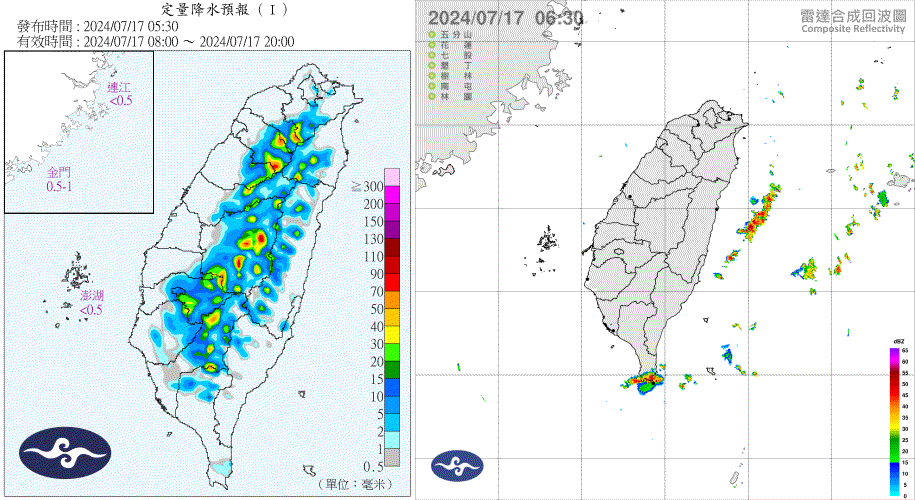 定量降水預報 ( I )
發布時間 : 2024/07/17 05:30
有效時間 : 2024/07/17 08:00 ～ 2024/07/17 20:00
連江
<0.5
金門
0.5-1
澎湖
<0.5
≧
300
200
150
130
110
90
70
50
40
30
20
15
10
5
2
1
0.5
(單位：毫米)
2024/07/17 06:30
雷達合成回波圖
Composite Reflectivity
五分山
花蓮
七股
墾丁
樹林
南屯
林園
dBZ
65
60
55
50
45
40
35
30
25
20
15
10
5
0